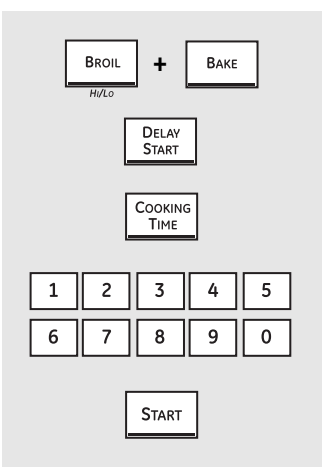 BROIL + BAKE
HI/LO
DELAY
START
COOKING
TIME
1 2 3 4 5
6 7 8 9 0
START